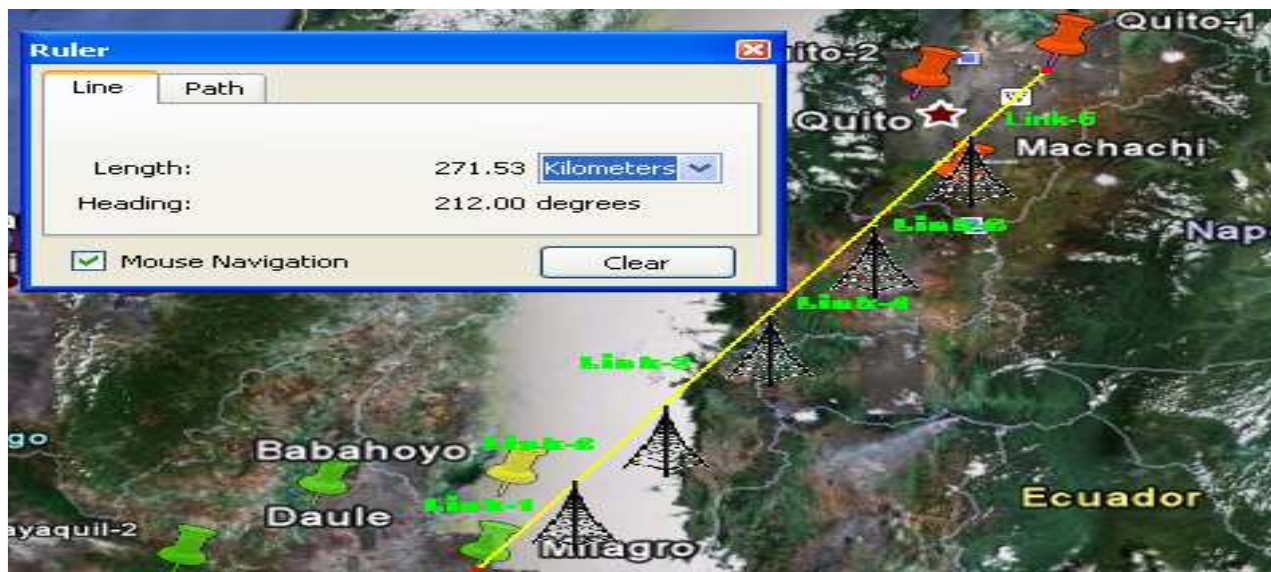 Quito-1
Ruler
ito-2
Line Path
Quito
Link-6
Machachi
Length: 271.53 Kilometers
Heading: 212.00 degrees
Nap
Mouse Navigation Clear
Link-4
Link-3
go
Babahoyo
Link-2
Ecuador
Link-1
Daule
ayaquil-2
Milagro